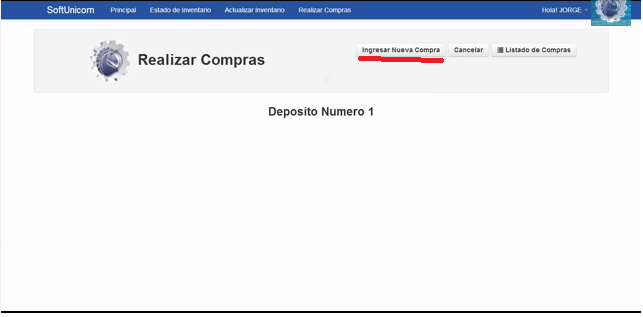 SoftUnicorn Principal Estado de Inventario Actualizar Inventario Realizar Compras Hola! JORGE
Realizar Compras Ingresar Nueva Compra Cancelar Listado de Compras
Deposito Numero 1